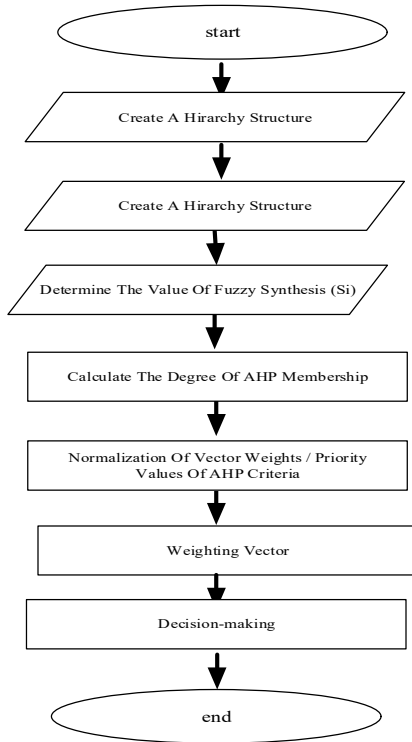 start
Create A Hirarchy Structure
Create A Hirarchy Structure
Determine The Value Of Fuzzy Synthesis (Si)
Calculate The Degree Of AHP Membership
Normalization Of Vector Weights / Priority
Values Of AHP Criteria
Weighting Vector
Decision-making
end